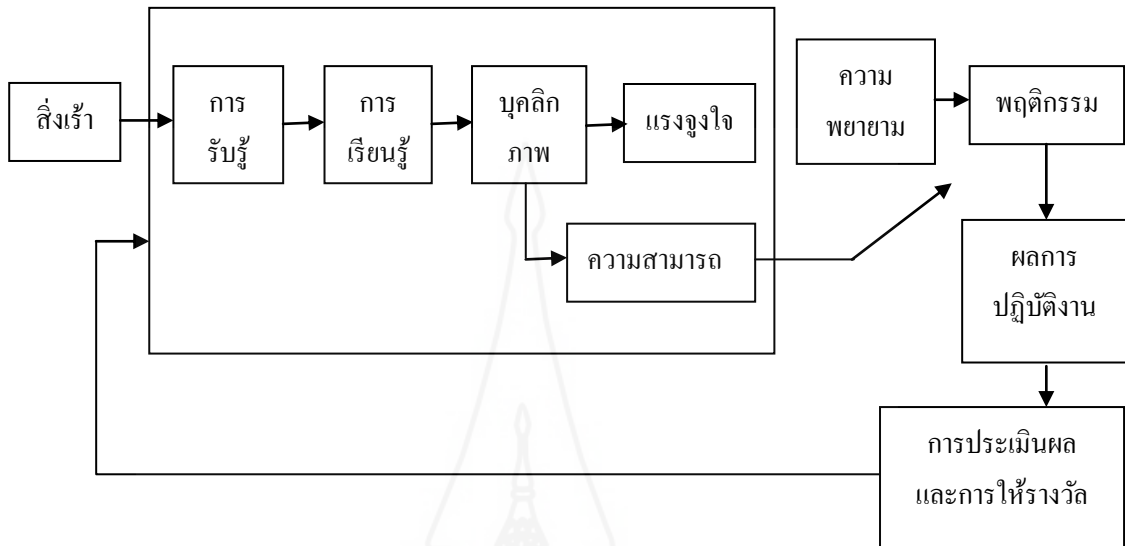 สิ่งเร้า
การ
รับรู้
การ
เรียนรู้
บุคลิก
ภาพ
แรงจูงใจ
ความสามารถ
ความ
พยายาม
พฤติกรรม
ผลการ
ปฏิบัติงาน
การประเมินผล
และการให้รางวัล